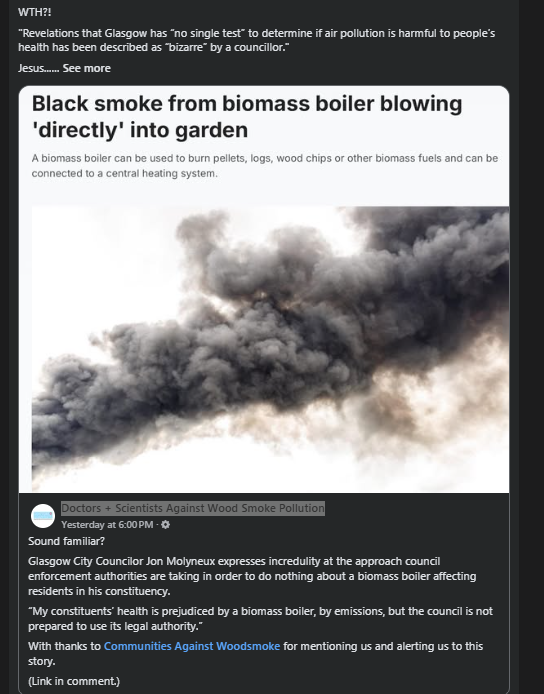 WTH?!
“Revelations that Glasgow has “no single test” to determine if air pollution is harmful to people’s
health has been described as “bizarre” by a councillor.”
Jesus...... See more
Black smoke from biomass boiler blowing
'directly' into garden
A biomass boiler can be used to burn pellets, logs, wood chips or other biomass fuels and can be
connected to a central heating system.
Doctors + Scientists Against Wood Smoke Pollution
Yesterday at 6:00 PM ·
Sound familiar?
Glasgow City Councilor Jon Molyneux expresses incredulity at the approach council
enforcement authorities are taking in order to do nothing about a biomass boiler affecting
residents in his constituency.
“My constituents’ health is prejudiced by a biomass boiler, by emissions, but the council is not
prepared to use its legal authority.”
With thanks to Communities Against Woodsmoke for mentioning us and alerting us to this
story.
(Link in comment.)